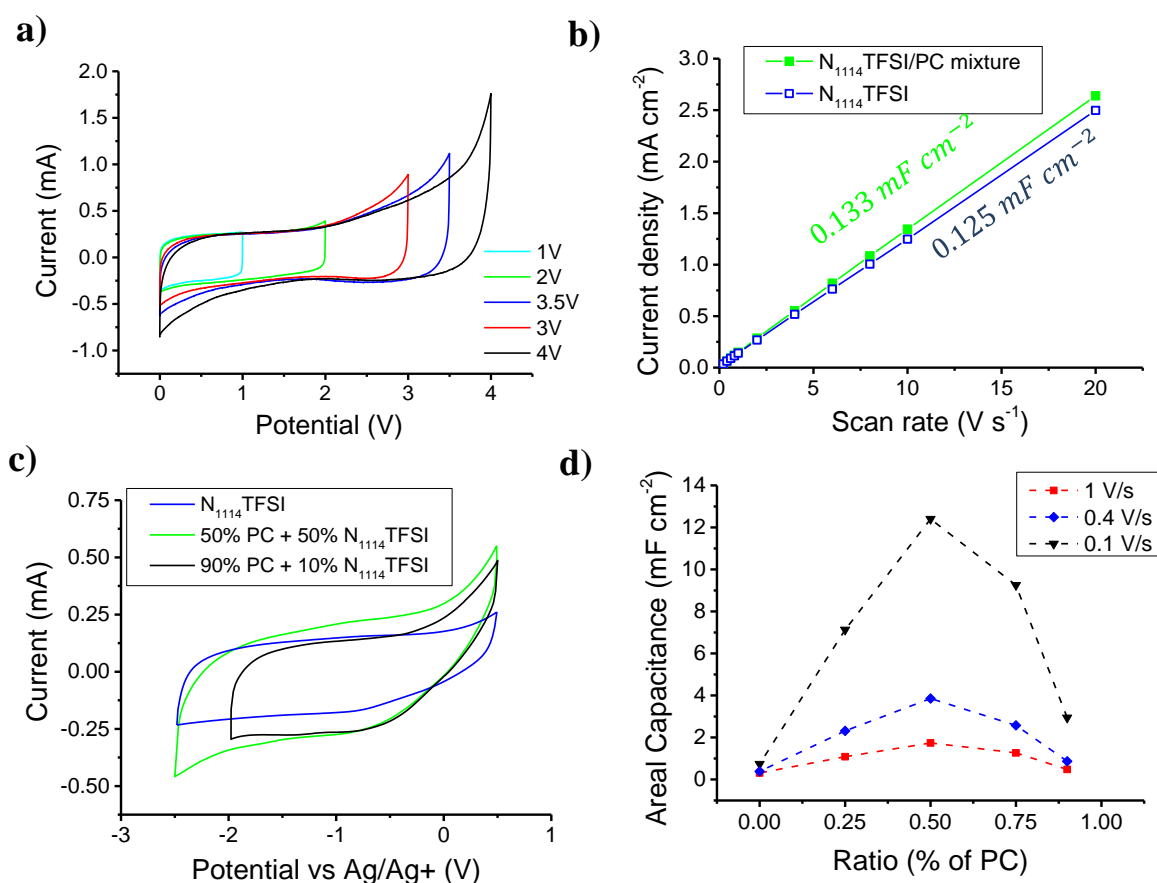 a)
2.0
1.5
1.0
0.5
0.0
-0.5
-1.0
Current (mA)
0
1
2
3
4
Potential (V)
1V
2V
3.5V
3V
4V
b)
N1114TFSI/PC mixture
N1114TFSI
2.5
2.0
1.5
1.0
0.5
0.0
Current density (mA cm-2)
0.133 mF cm−2
0.125 mF cm−2
5
10
15
20
Scan rate (V s-1)
c)
0.75
0.50
0.25
0.00
-0.25
-0.50
Current (mA)
N1114TFSI
50% PC + 50% N1114TFSI
90% PC + 10% N1114TFSI
-3
-2
-1
0
1
Potential vs Ag/Ag+ (V)
d)
14
12
10
8
6
4
2
0
Areal Capacitance (mF cm-2)
1 V/s
0.4 V/s
0.1 V/s
0.00
0.25
0.50
0.75
1.00
Ratio (% of PC)